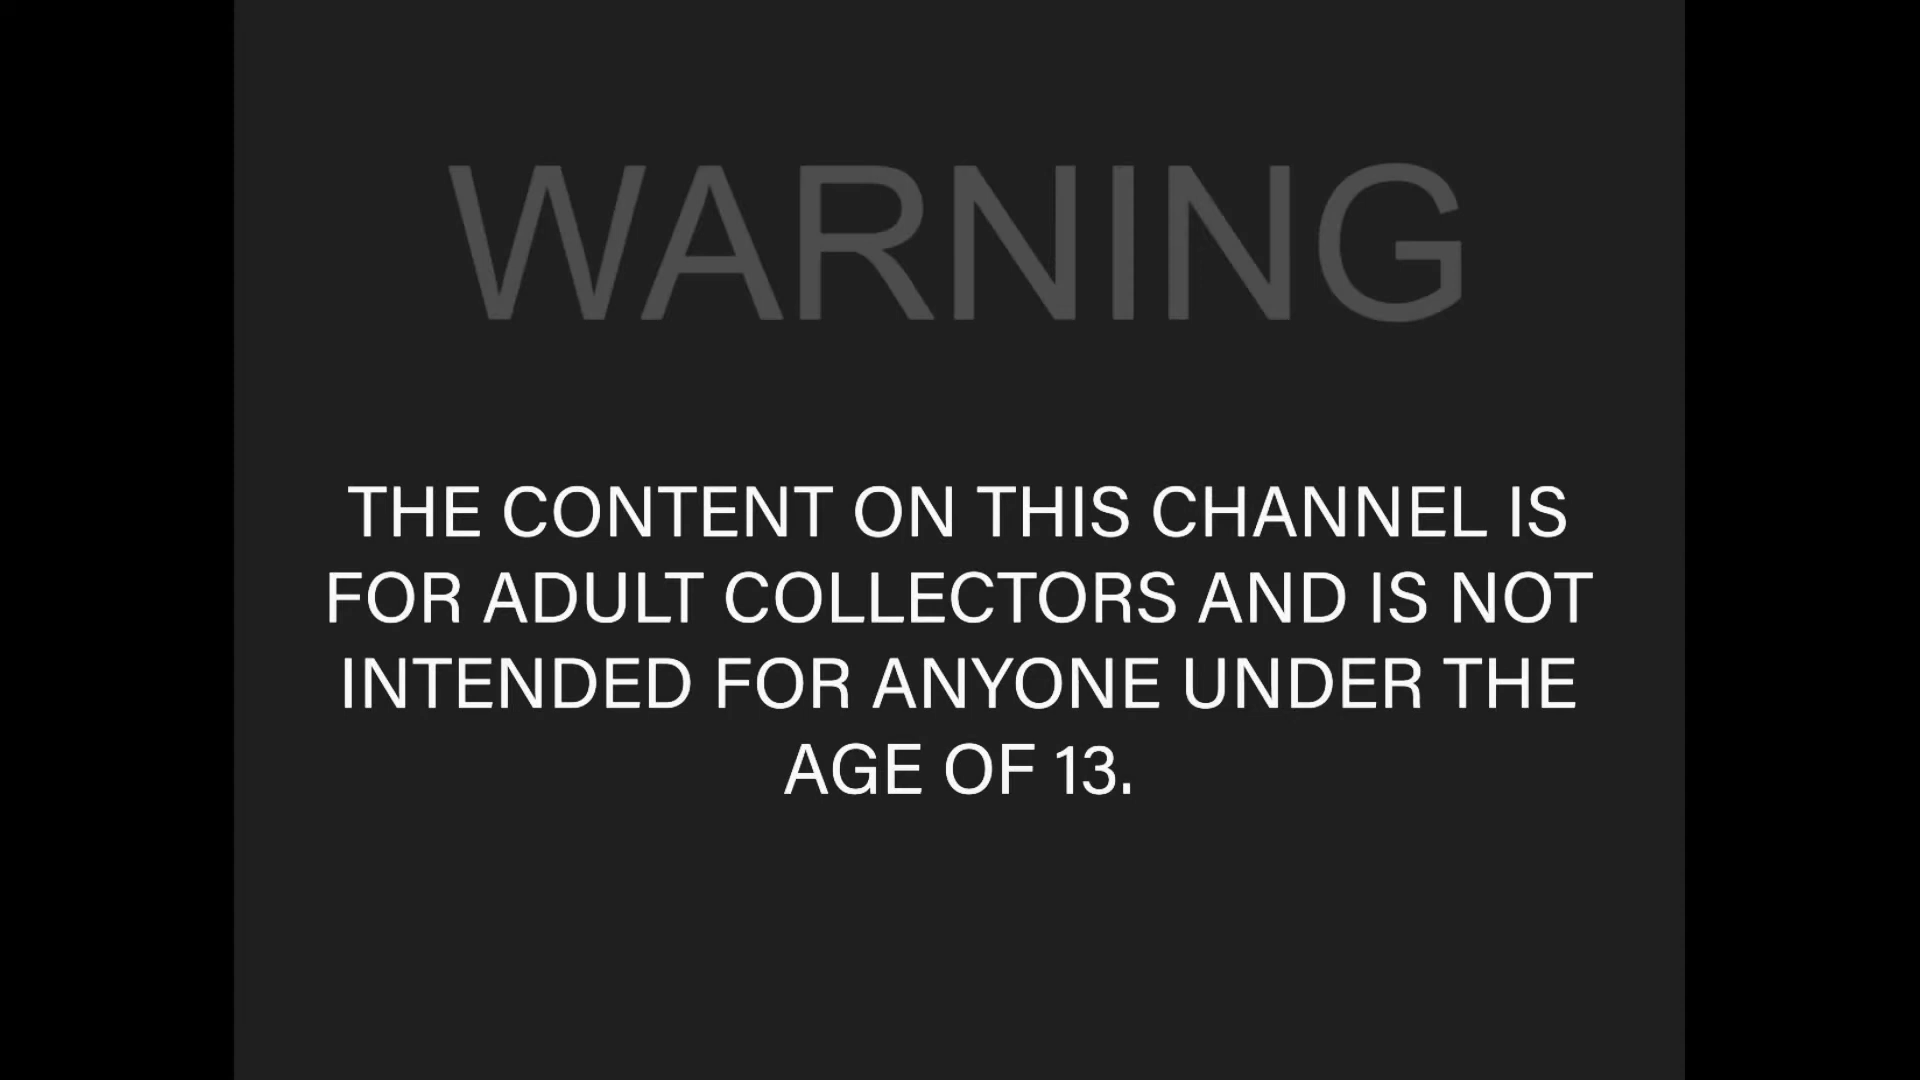 WARNING
THE CONTENT ON THIS CHANNEL IS
FOR ADULT COLLECTORS AND IS NOT
INTENDED FOR ANYONE UNDER THE
AGE OF 13.